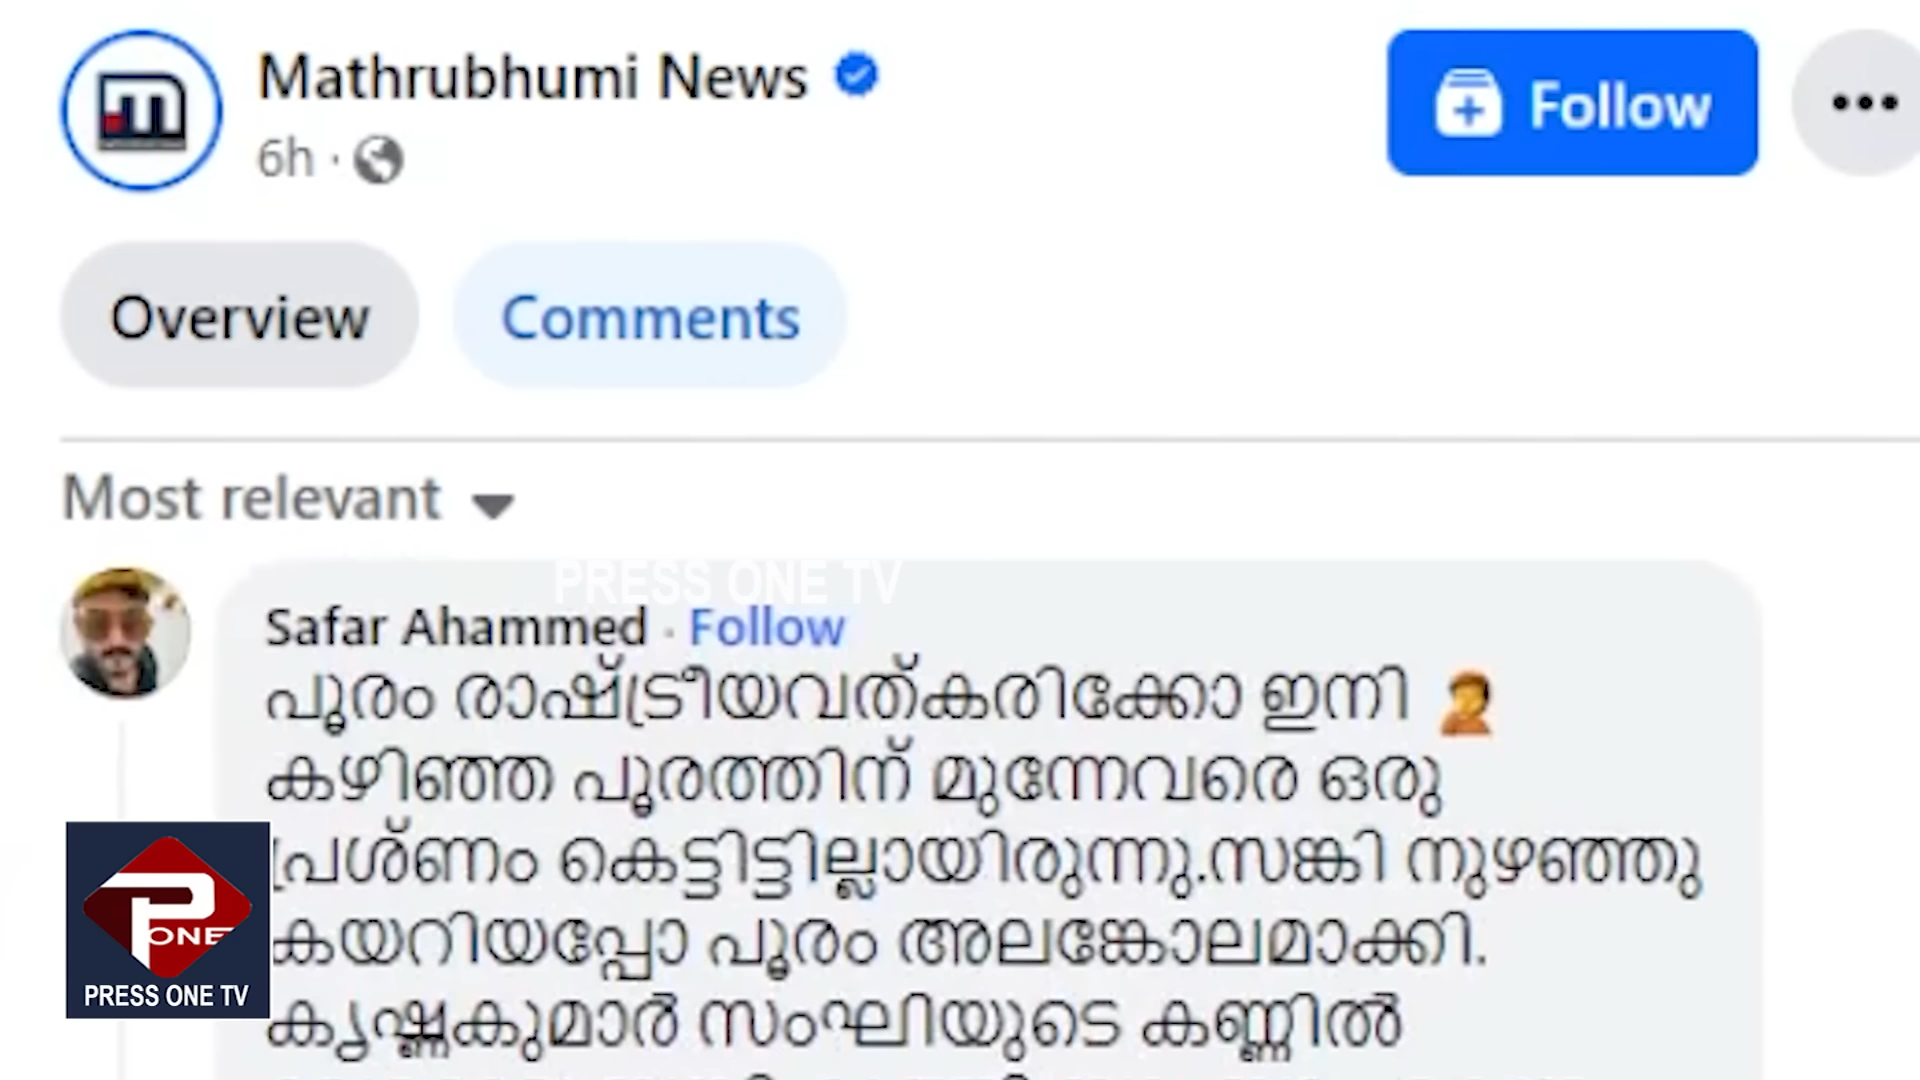 Mathrubhumi News
6h ·
Follow
Overview
Comments
Most relevant
PRESS ONE TV
Safar Ahammed · Follow
പൂരം രാഷ്ട്രീയവത്കരിക്കോ ഇനി 🤦
കഴിഞ്ഞ പൂരത്തിന് മുന്നേവരെ ഒരു
പ്രശ്ണം കെട്ടിട്ടില്ലായിരുന്നു.സങ്കി നുഴഞ്ഞു
കയറിയപ്പോ പൂരം അലങ്കോലമാക്കി.
കൃഷ്ണകുമാർ സംഘിയുടെ കണ്ണിൽ
P ONE
PRESS ONE TV